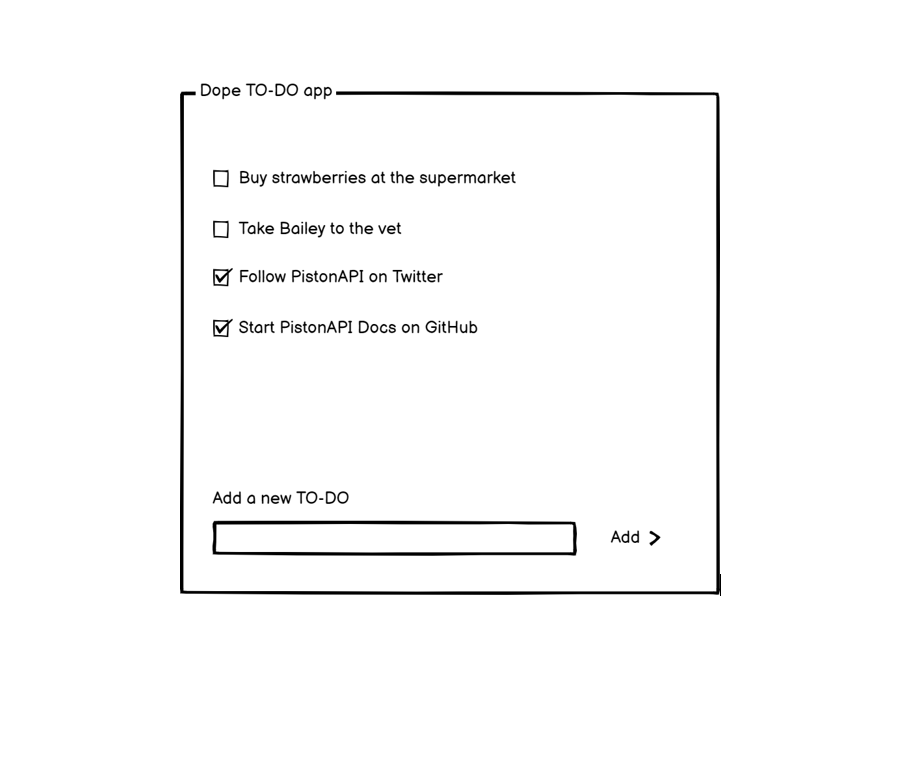 Dope TO-DO app
Buy strawberries at the supermarket
Take Bailey to the vet
Follow PistonAPI on Twitter
Start PistonAPI Docs on GitHub
Add a new TO-DO
Add >